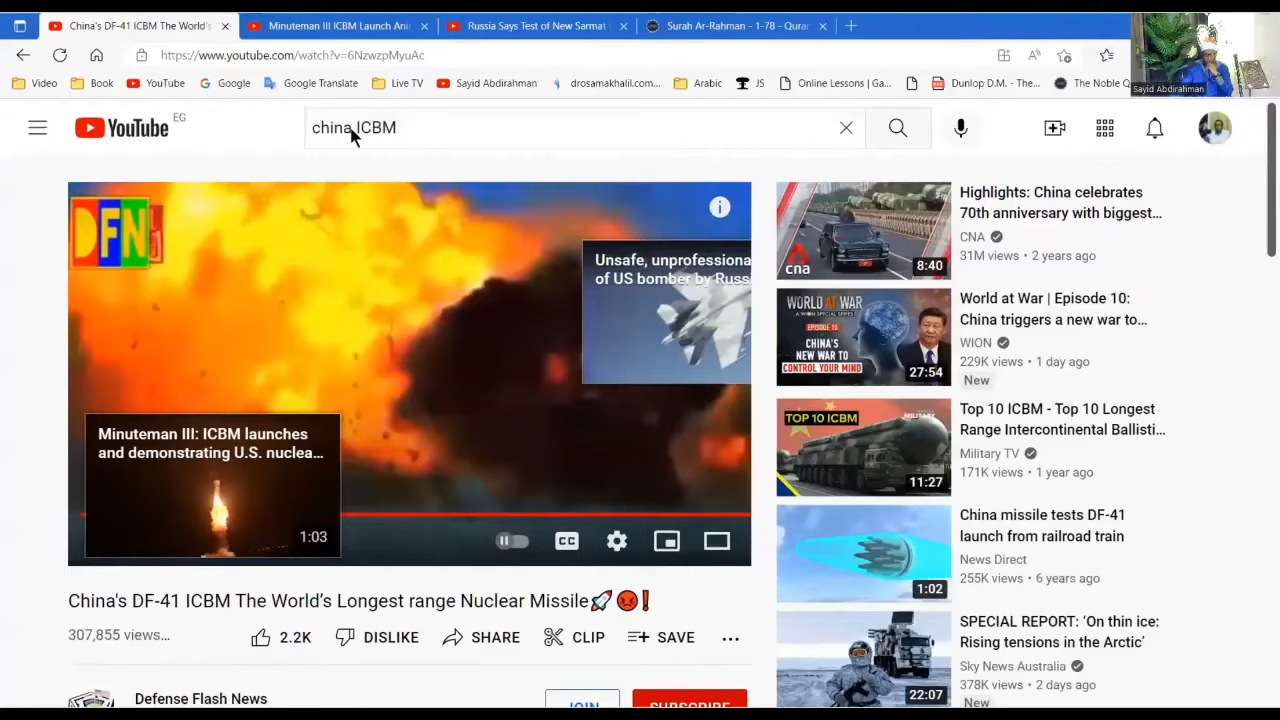 China's DF-41 ICBM The World's
Minuteman III ICBM Launch Ani
Russia Says Test of New Sarmat
Surah Ar-Rahman - 1-78 - Qurar
https://www.youtube.com/watch?v=6NzwzpMyuAc
Video
Book
YouTube
Google
Google Translate
Live TV
Sayid Abdirahman
drosamakhalil.com...
Arabic
JS
Online Lessons | Ga...
Dunlop D.M. - The...
The Noble Q
Sayid Abdirahman
YouTube
EG
china ICBM
DFN
Unsafe, unprofessiona
of US bomber by Russ
Minuteman III: ICBM launches
and demonstrating U.S. nuclea...
1:03
CC
China's DF-41 ICBM The World's Longest range Nuclear Missile🚀😡❗
307,855 views...
2.2K
DISLIKE
SHARE
CLIP
SAVE
Defense Flash News
JOIN
SUBSCRIBE
cna
8:40
Highlights: China celebrates
70th anniversary with biggest...
CNA
31M views • 2 years ago
WORLD AT WAR
A WION SPECIAL SERIES
CHINA'S
NEW WAR TO
CONTROL YOUR MIND
27:54
World at War | Episode 10:
China triggers a new war to...
WION
229K views • 1 day ago
New
TOP 10 ICBM
MILITARY
11:27
Top 10 ICBM - Top 10 Longest
Range Intercontinental Ballisti...
Military TV
171K views • 1 year ago
1:02
China missile tests DF-41
launch from railroad train
News Direct
255K views • 6 years ago
22:07
SPECIAL REPORT: 'On thin ice:
Rising tensions in the Arctic'
Sky News Australia
378K views • 2 days ago
New